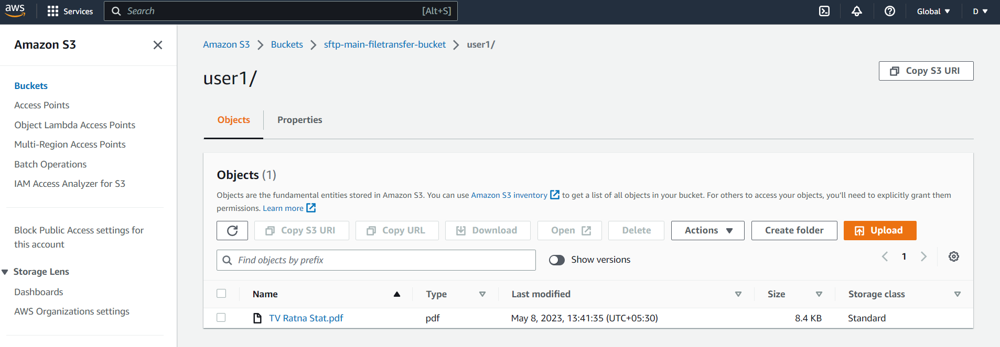 aws
Services
Search
[Alt+S]
Global
D
Amazon S3
Buckets
Access Points
Object Lambda Access Points
Multi-Region Access Points
Batch Operations
IAM Access Analyzer for S3
Block Public Access settings for
this account
Storage Lens
Dashboards
AWS Organizations settings
Amazon S3 > Buckets > sftp-main-filetransfer-bucket > user1/
user1/
Copy S3 URI
Objects
Properties
Objects (1)
Objects are the fundamental entities stored in Amazon S3. You can use Amazon S3 inventory to get a list of all objects in your bucket. For others to access your objects, you'll need to explicitly grant them
permissions. Learn more
Copy S3 URI
Copy URL
Download
Open
Delete
Actions
Create folder
Upload
Find objects by prefix
Show versions
1
Name Type Last modified Size Storage class
TV Ratna Stat.pdf pdf May 8, 2023, 13:41:35 (UTC+05:30) 8.4 KB Standard